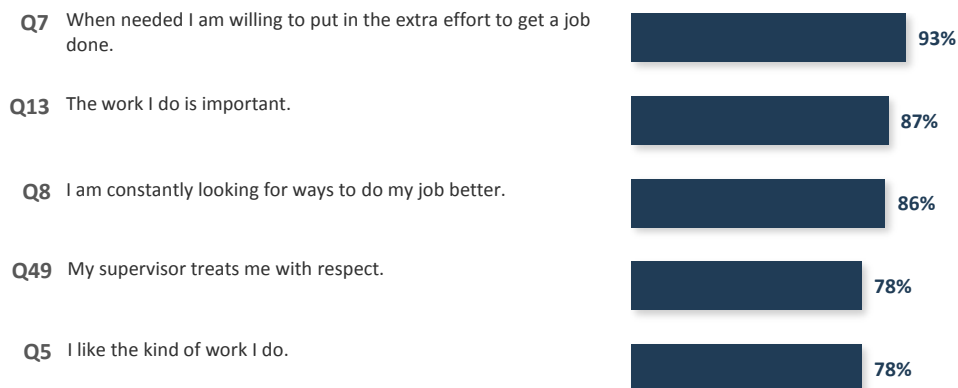 Q7 When needed I am willing to put in the extra effort to get a job
done.
93%
Q13 The work I do is important.
87%
Q8 I am constantly looking for ways to do my job better.
86%
Q49 My supervisor treats me with respect.
78%
Q5 I like the kind of work I do.
78%